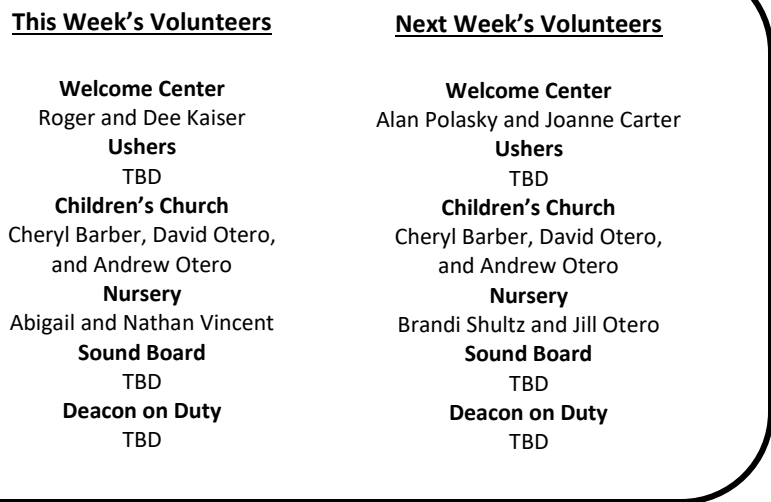 This Week’s Volunteers
Welcome Center
Roger and Dee Kaiser
Ushers
TBD
Children’s Church
Cheryl Barber, David Otero,
and Andrew Otero
Nursery
Abigail and Nathan Vincent
Sound Board
TBD
Deacon on Duty
TBD
Next Week’s Volunteers
Welcome Center
Alan Polasky and Joanne Carter
Ushers
TBD
Children’s Church
Cheryl Barber, David Otero,
and Andrew Otero
Nursery
Brandi Shultz and Jill Otero
Sound Board
TBD
Deacon on Duty
TBD